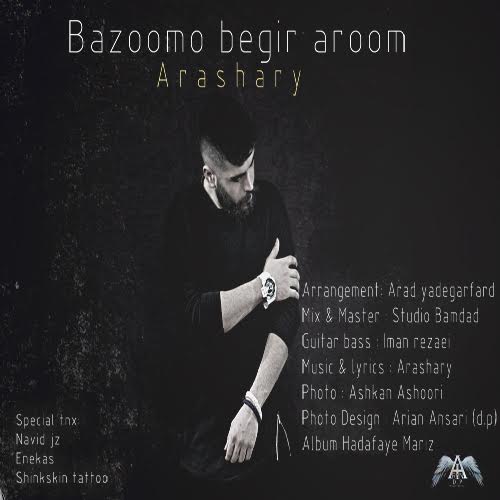 Bazoomo begir aroom
Arashary
Arrangement: Arad yadegarfard
Mix & Master : Studio Bamdad
Guitar bass : Iman rezaei
Music & lyrics : Arashary
Photo : Ashkan Ashoori
Photo Design : Arian Ansari (d.p)
Album Hadafaye Mariz
Special tnx
Navid jz
Enekas
Shinkskin tattoo